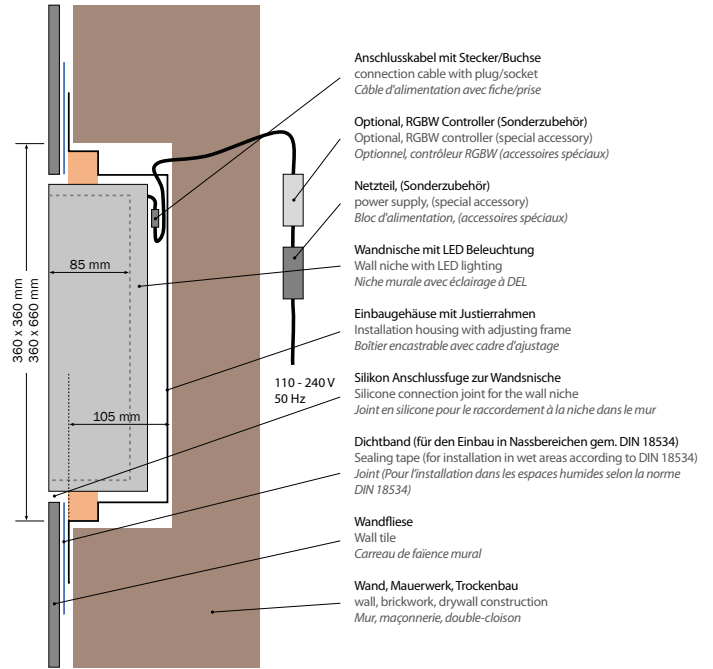 Anschlusskabel mit Stecker/Buchse
connection cable with plug/socket
Câble d'alimentation avec fiche/prise
Optional, RGBW Controller (Sonderzubehör)
Optional, RGBW controller (special accessory)
Optionnel, contrôleur RGBW (accessoires spéciaux)
Netzteil, (Sonderzubehör)
power supply, (special accessory)
Bloc d'alimentation, (accessoires spéciaux)
Wandnische mit LED Beleuchtung
Wall niche with LED lighting
Niche murale avec éclairage à DEL
Einbaugehäuse mit Justierrahmen
Installation housing with adjusting frame
Boîtier encastrable avec cadre d'ajustage
Silikon Anschlussfuge zur Wandsnische
Silicone connection joint for the wall niche
Joint en silicone pour le raccordement à la niche dans le mur
Dichtband (für den Einbau in Nassbereichen gem. DIN 18534)
Sealing tape (for installation in wet areas according to DIN 18534)
Joint (Pour l'installation dans les espaces humides selon la norme
DIN 18534)
Wandfliese
Wall tile
Carreau de faïence mural
Wand, Mauerwerk, Trockenbau
wall, brickwork, drywall construction
Mur, maçonnerie, double-cloison
360 x 360 mm
360 x 660 mm
85 mm
105 mm
110 - 240 V
50 Hz